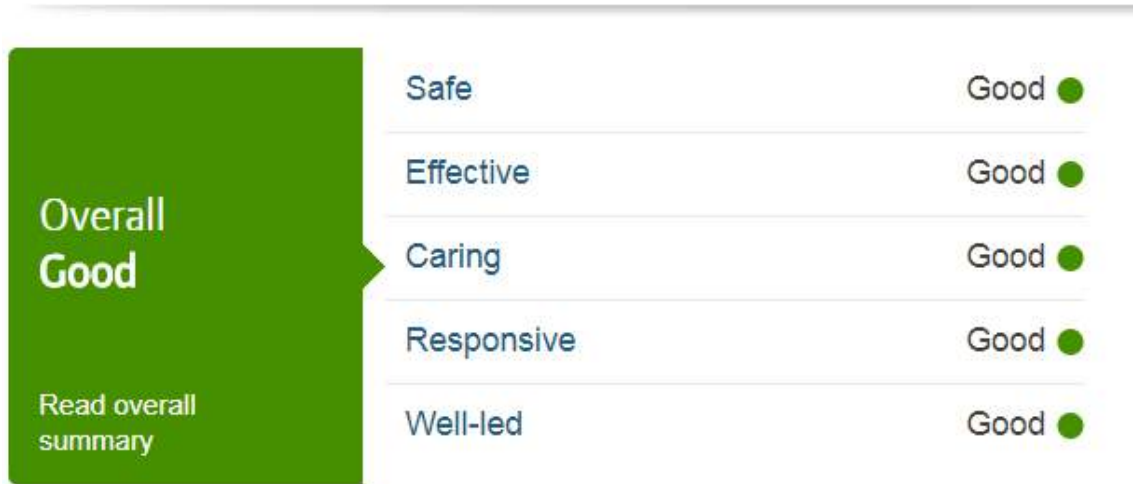 Overall
Good
Read overall
summary
Safe Good
Effective Good
Caring Good
Responsive Good
Well-led Good